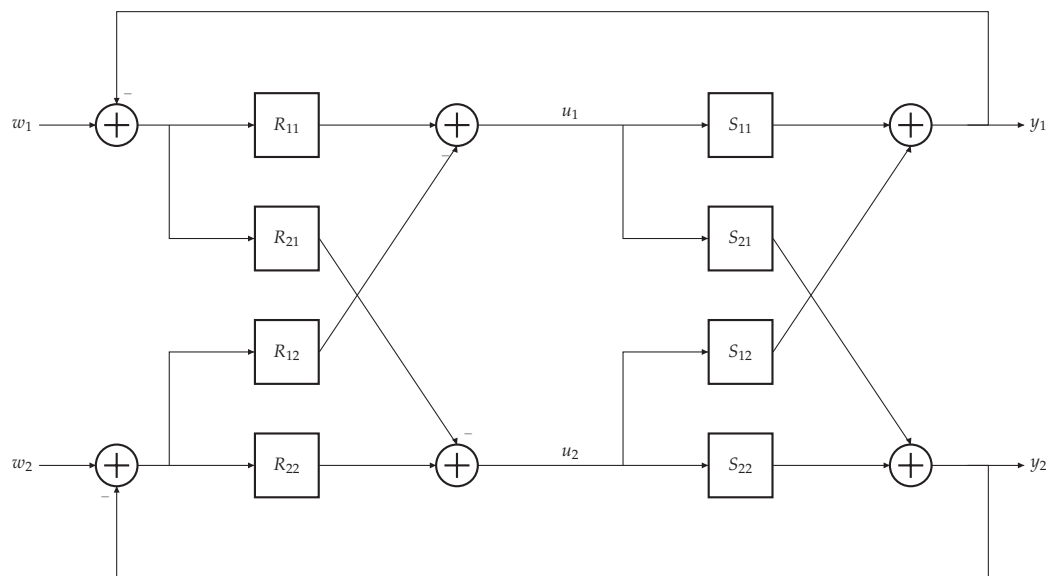 −
w₁ R₁₁ − u₁ S₁₁ y₁
R₂₁ S₂₁
R₁₂ S₁₂
−
w₂ R₂₂ u₂ S₂₂ y₂
−